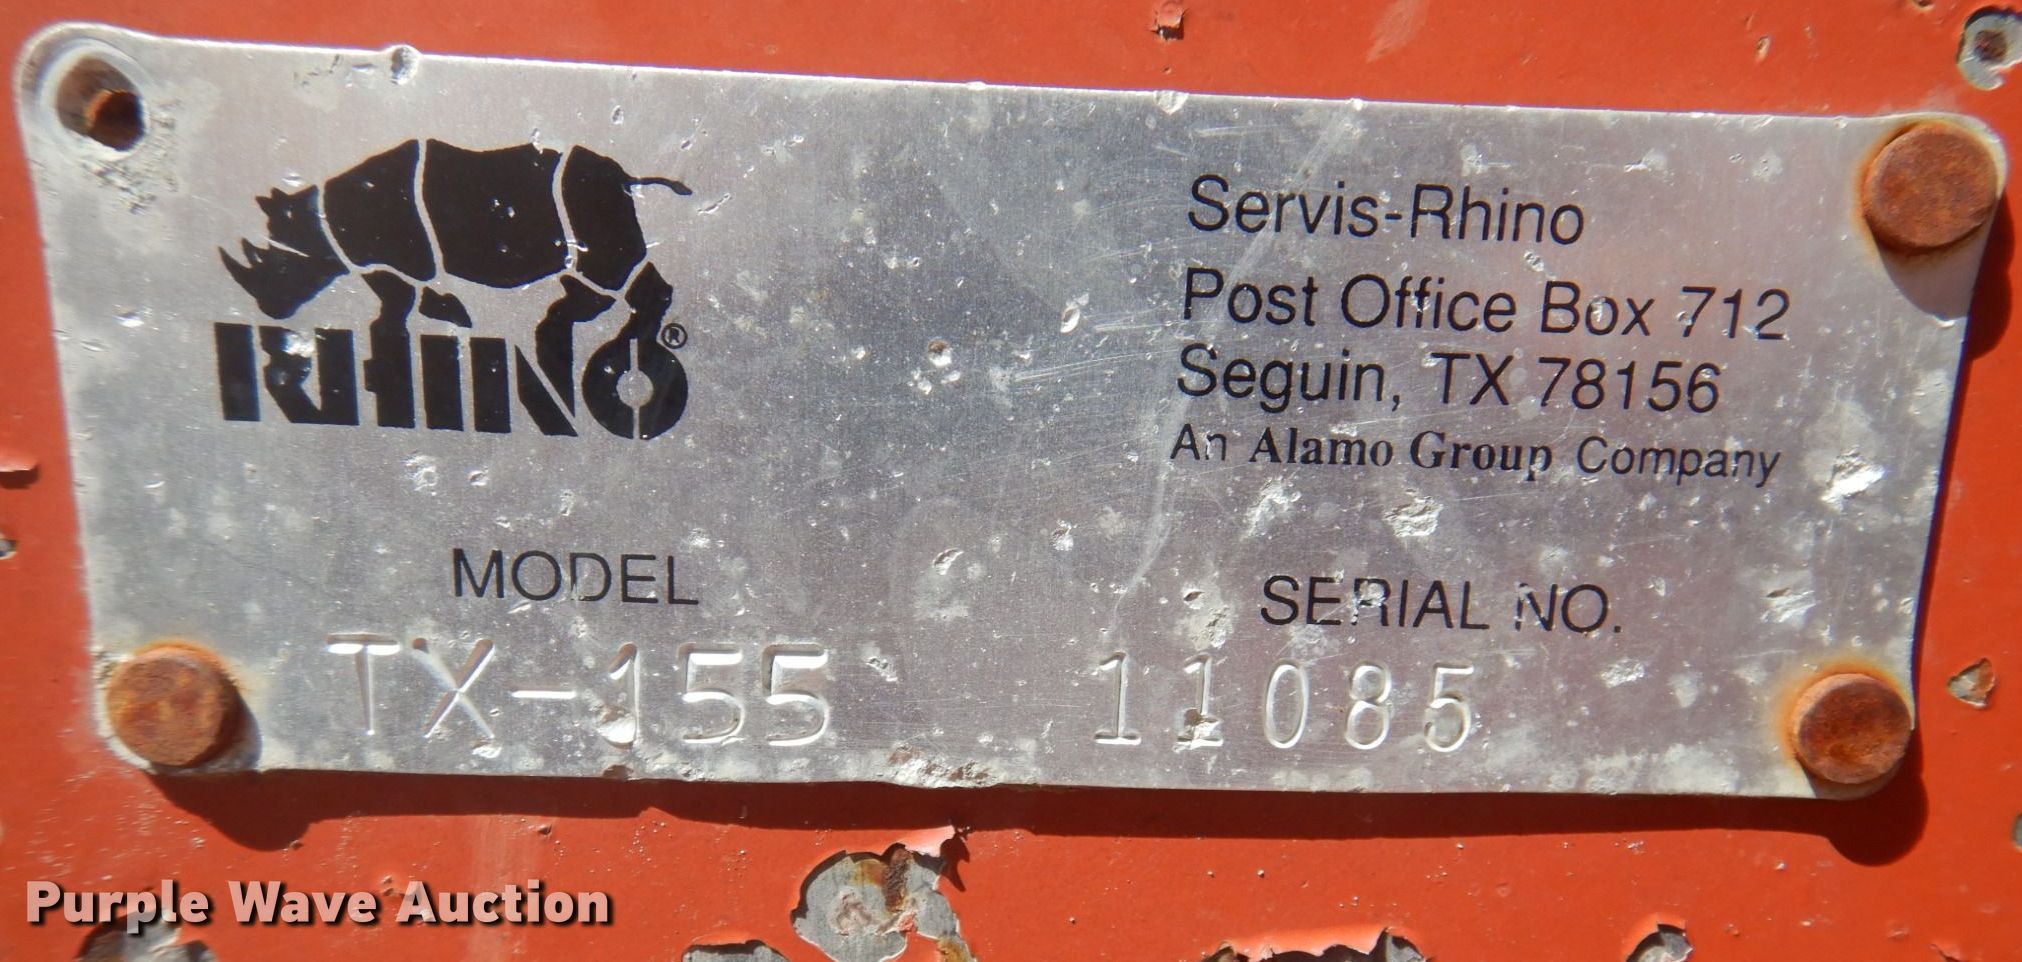 RHINO®
Servis-Rhino
Post Office Box 712
Seguin, TX 78156
An Alamo Group Company
MODEL
TX-155
SERIAL NO.
11085
Purple Wave Auction